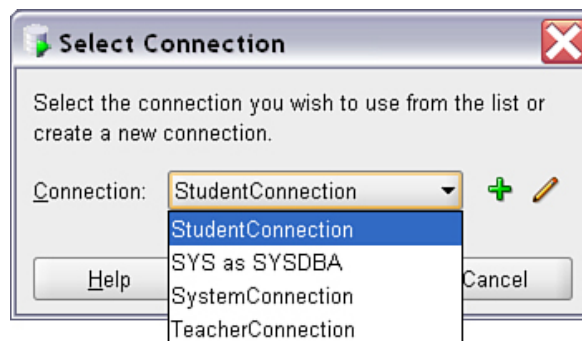 Select Connection
Select the connection you wish to use from the list or
create a new connection.
Connection: StudentConnection
StudentConnection
SYS as SYSDBA
Help Cancel
SystemConnection
TeacherConnection